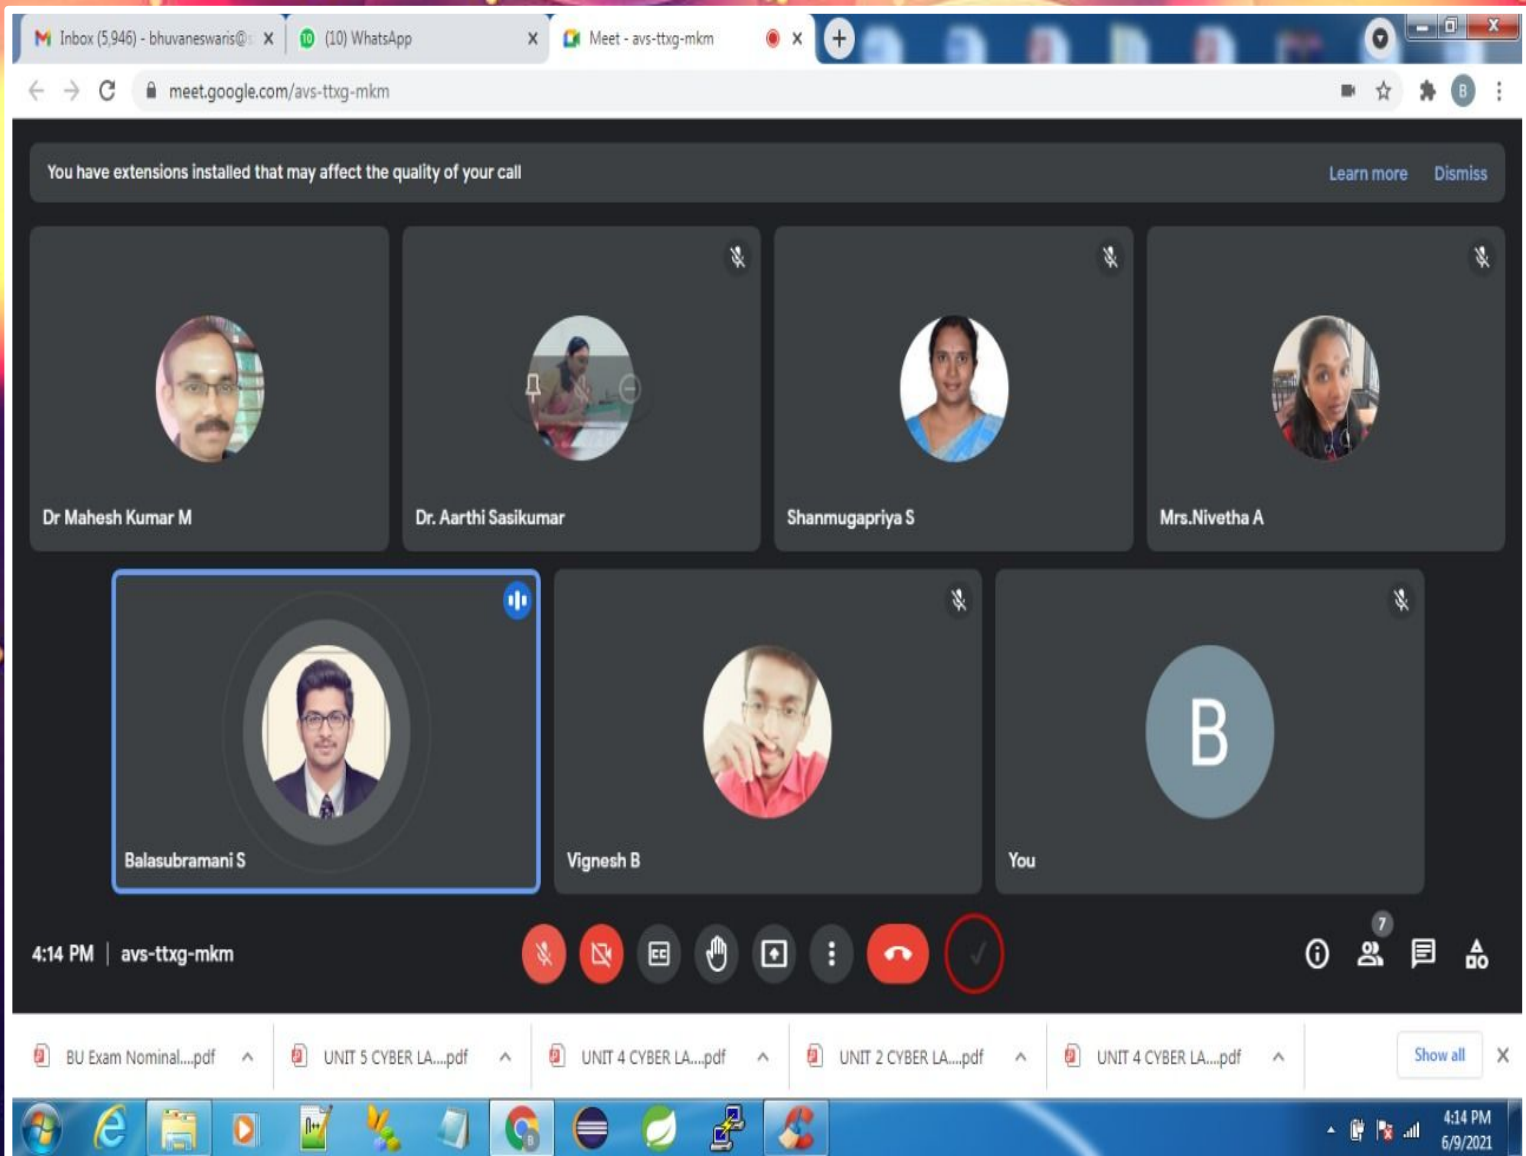 Inbox (5,946) - bhuvaneswaris@
10 (10) WhatsApp
Meet - avs-ttxg-mkm
meet.google.com/avs-ttxg-mkm
B
You have extensions installed that may affect the quality of your call
Learn more Dismiss
Dr Mahesh Kumar M
Dr. Aarthi Sasikumar
Shanmugapriya S
Mrs.Nivetha A
B
Balasubramani S
Vignesh B
You
4:14 PM | avs-ttxg-mkm
CC
7
BU Exam Nominal....pdf
UNIT 5 CYBER LA....pdf
UNIT 4 CYBER LA....pdf
UNIT 2 CYBER LA....pdf
UNIT 4 CYBER LA....pdf
Show all
n++
B
4:14 PM
6/9/2021